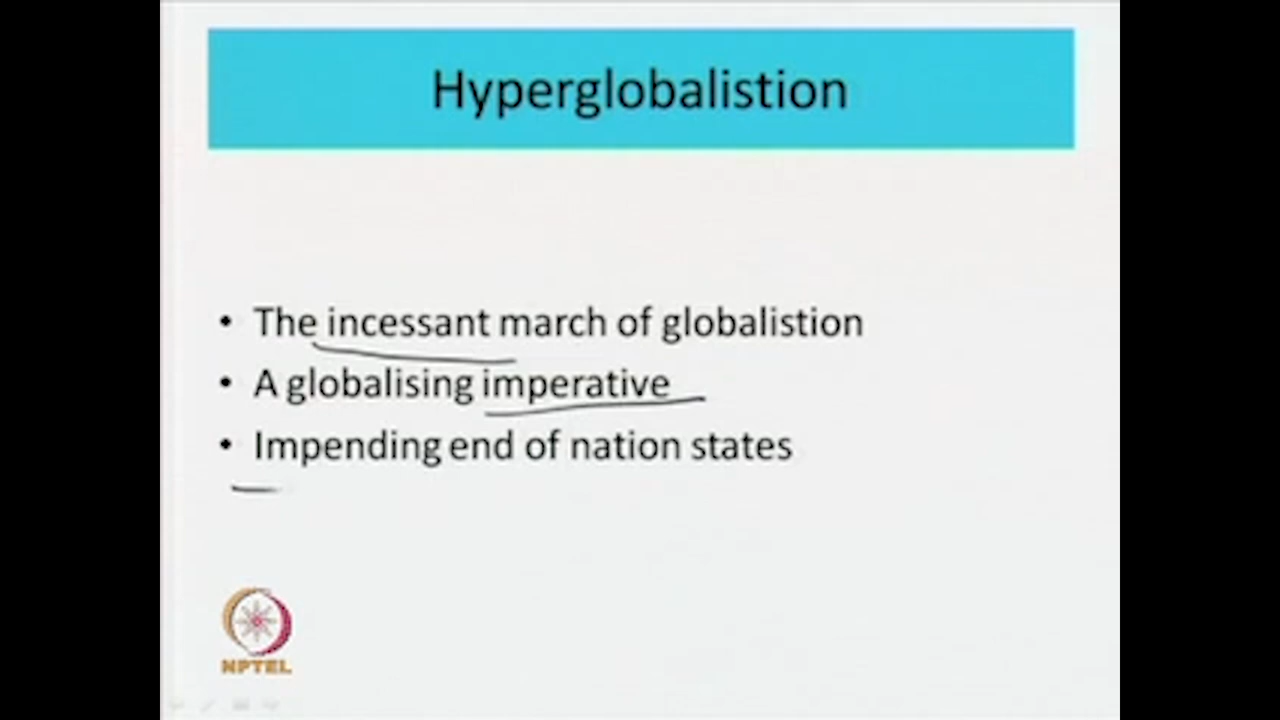 Hyperglobalistion
• The incessant march of globalistion
• A globalising imperative
• Impending end of nation states
NPTEL